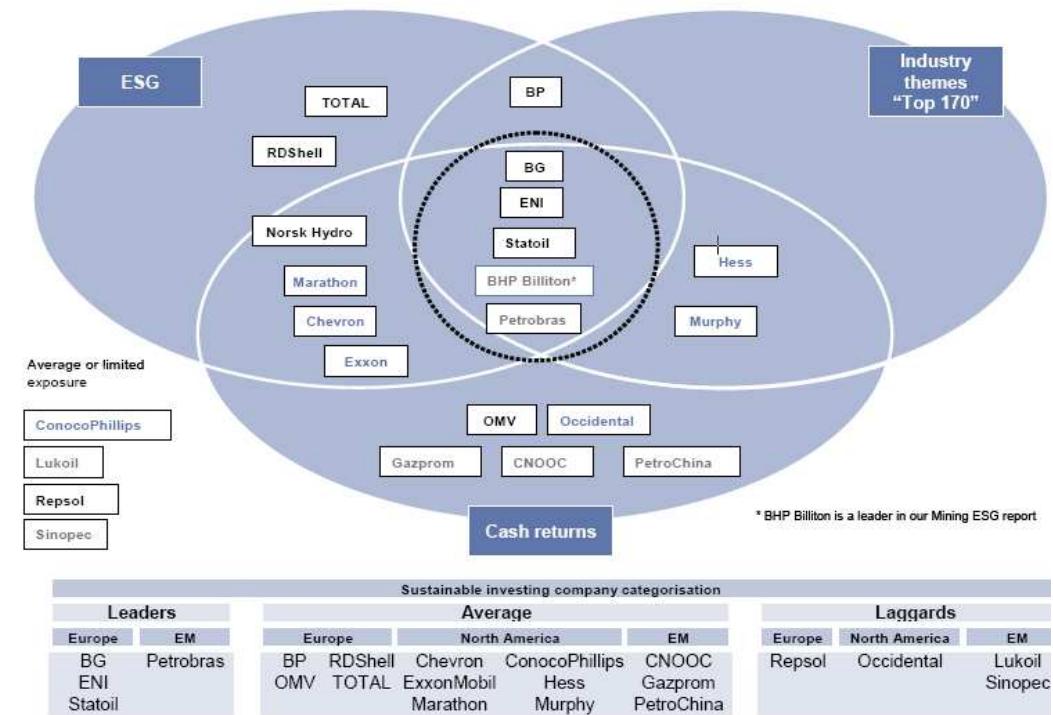 ESG
Industry
themes
“Top 170”
TOTAL
BP
RDShell
BG
ENI
Norsk Hydro
Statoil
Hess
Marathon
BHP Billiton*
Chevron
Petrobras
Murphy
Exxon
Average or limited
exposure
ConocoPhillips
Lukoil
Repsol
Sinopec
OMV
Occidental
Gazprom
CNOOC
PetroChina
Cash returns
* BHP Billiton is a leader in our Mining ESG report
Sustainable investing company categorisation
Leaders Average Laggards
Europe EM Europe North America EM Europe North America EM
BG Petrobras BP RDShell Chevron ConocoPhillips CNOOC Repsol Occidental Lukoil
ENI OMV TOTAL ExxonMobil Hess Gazprom Sinopec
Statoil Marathon Murphy PetroChina